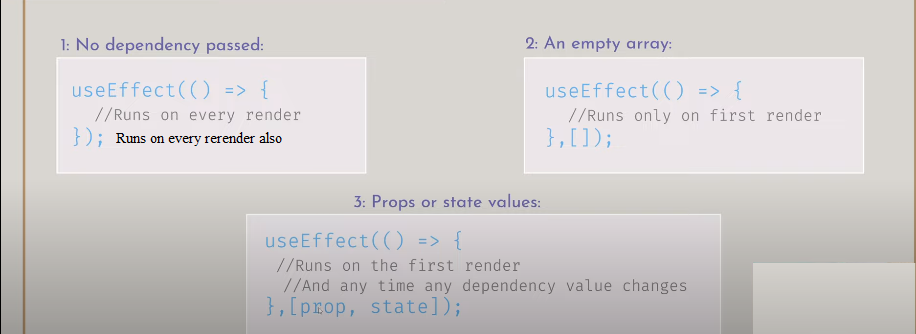 1: No dependency passed:
useEffect(() => {
//Runs on every render
}); Runs on every rerender also
2: An empty array:
useEffect(() => {
//Runs only on first render
},[]);
3: Props or state values:
useEffect(() => {
//Runs on the first render
//And any time any dependency value changes
},[prop, state]);